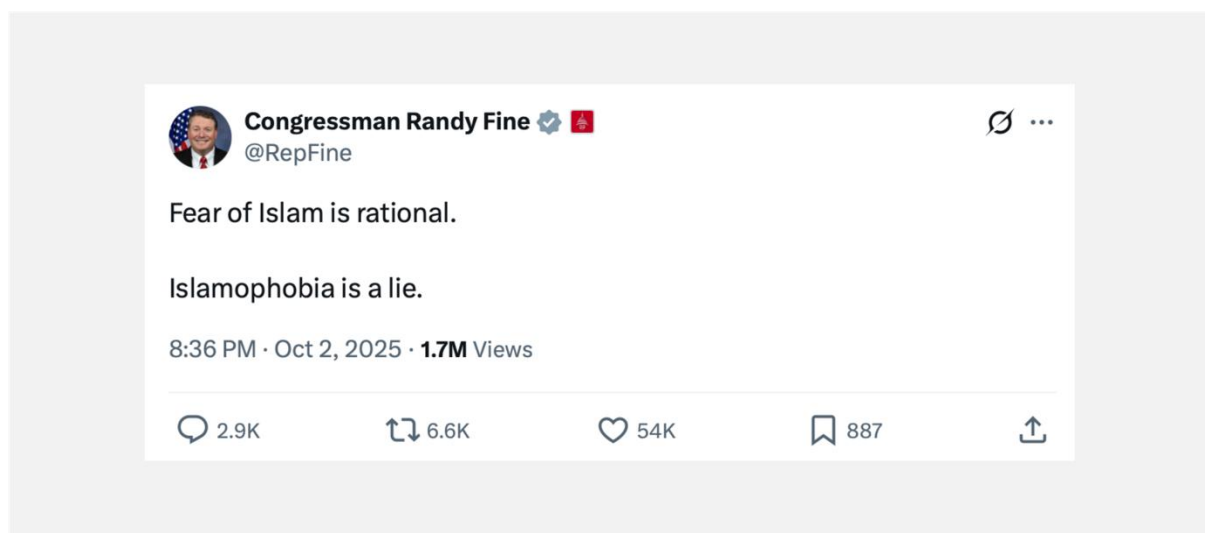 Congressman Randy Fine
@RepFine
Fear of Islam is rational.
Islamophobia is a lie.
8:36 PM · Oct 2, 2025 · 1.7M Views
2.9K 6.6K 54K 887